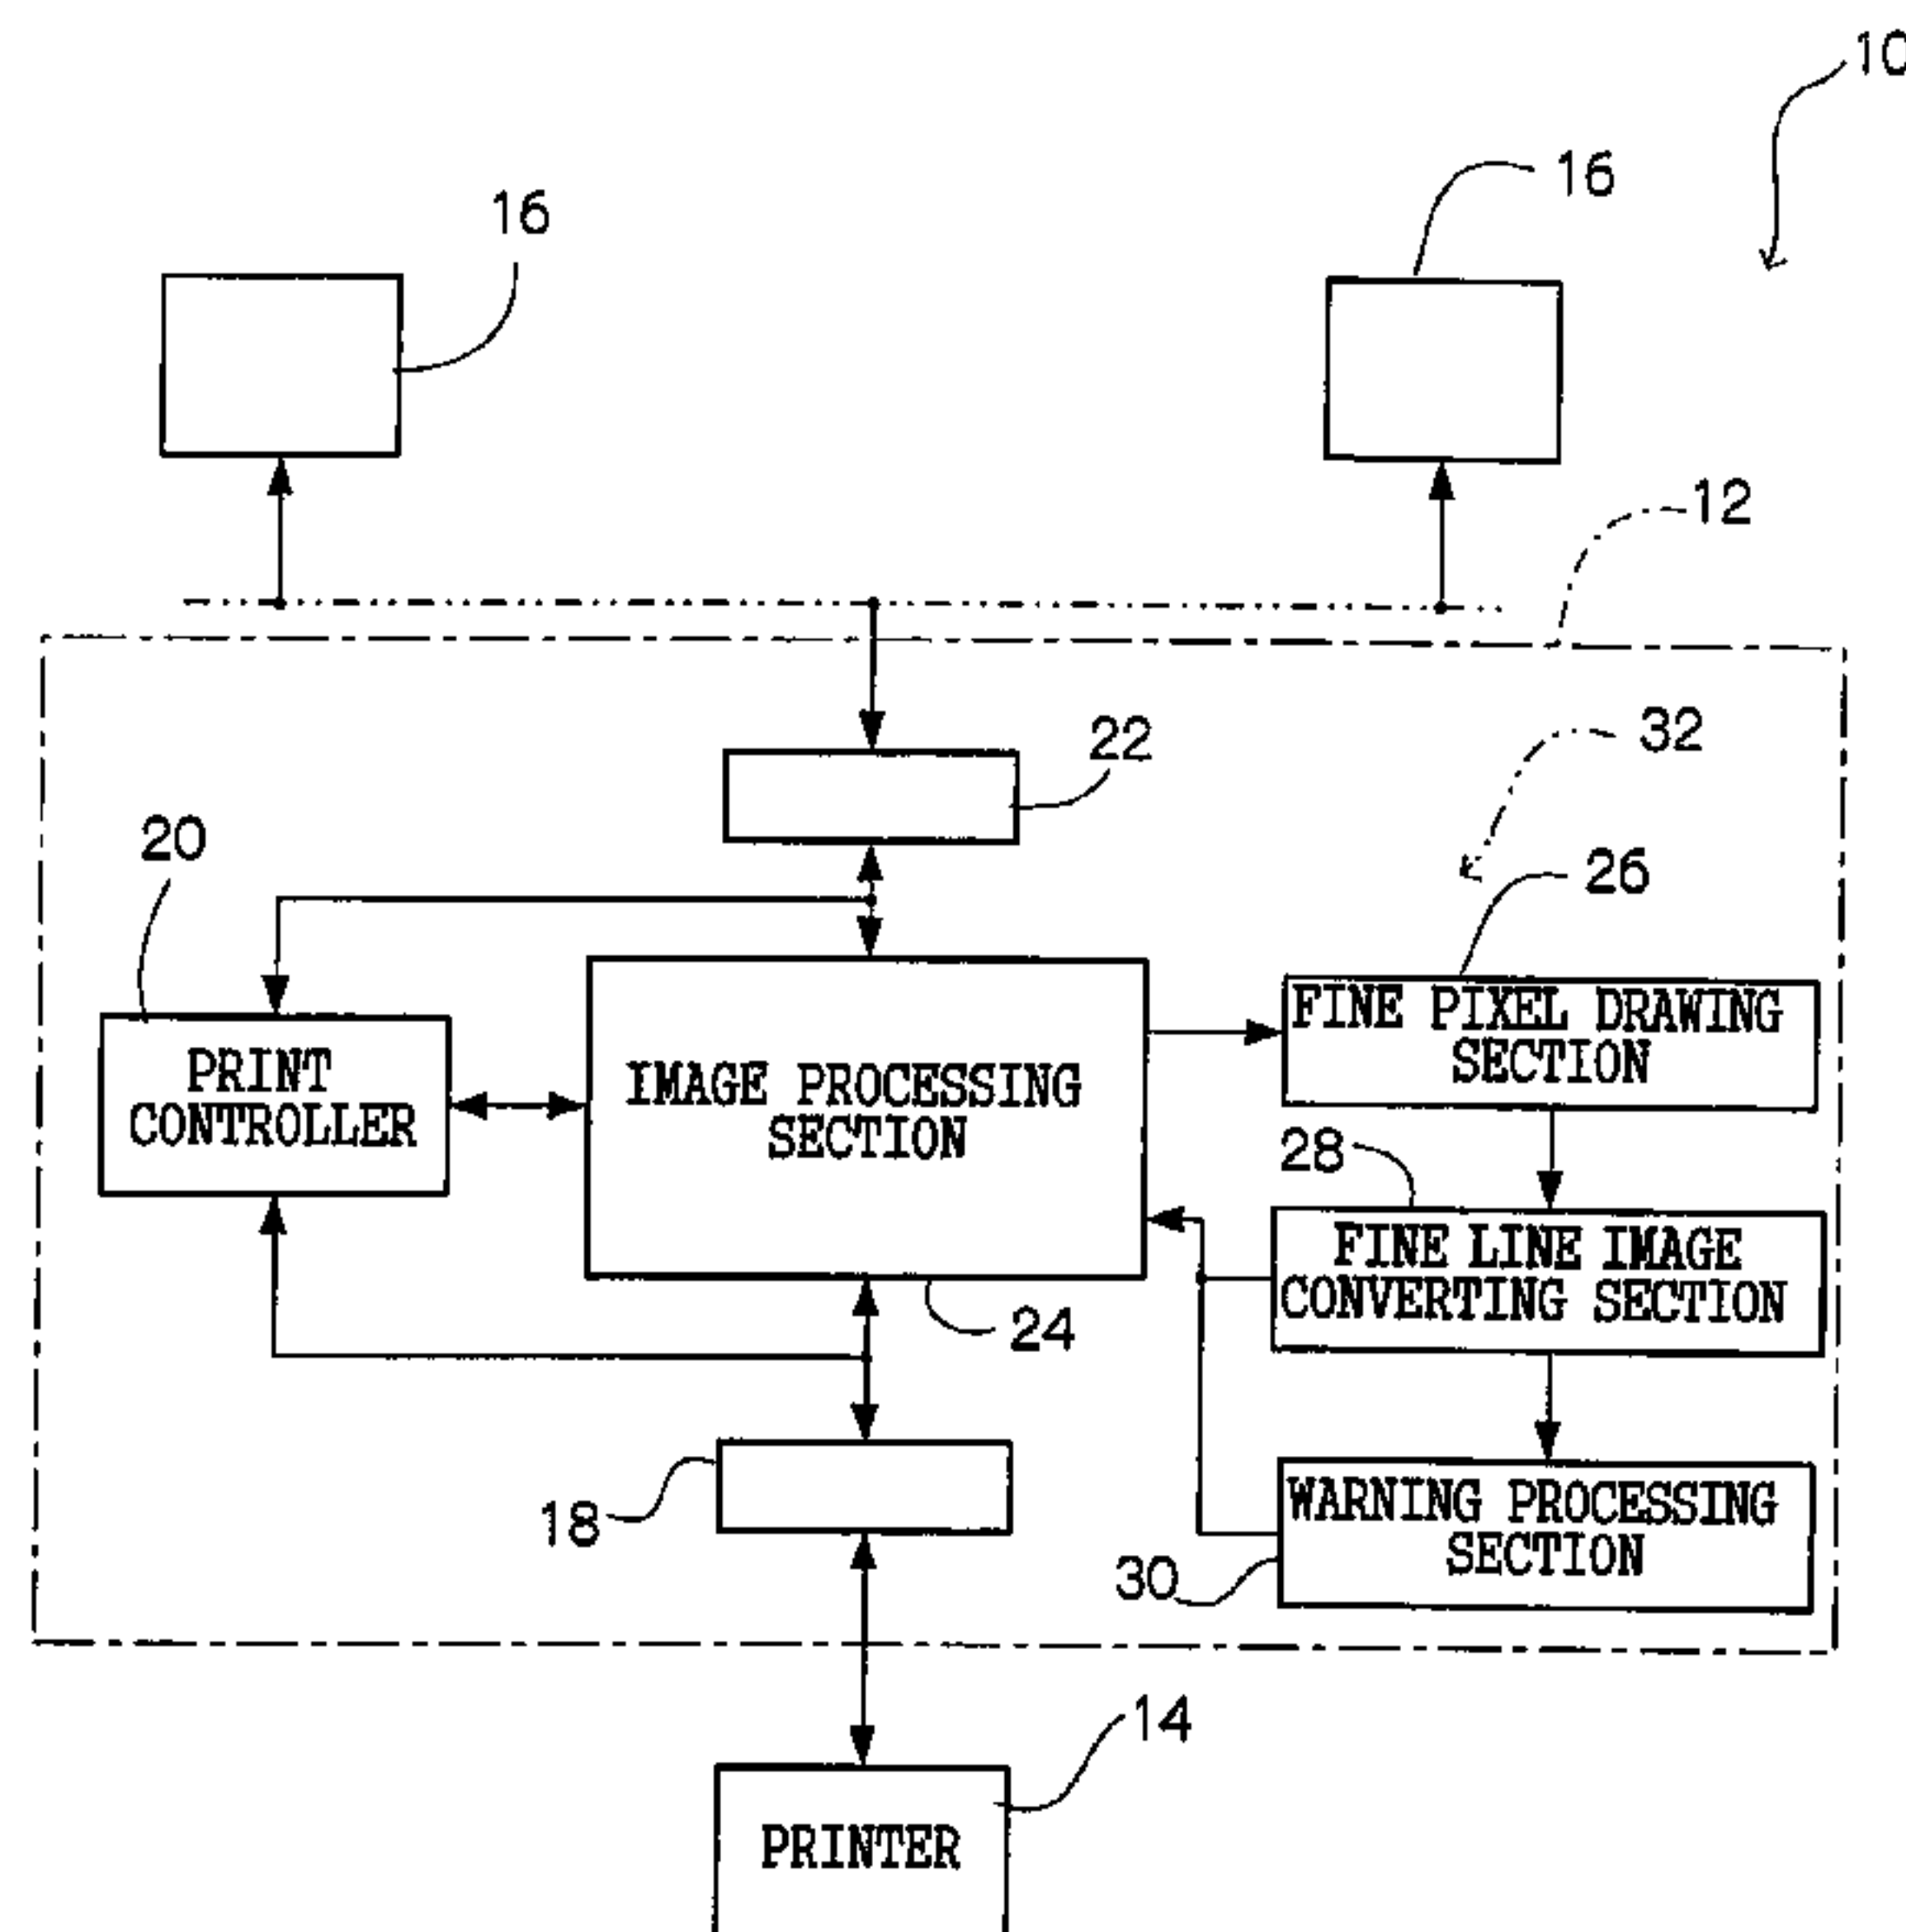 10
16
16
12
22
32
20
26
FINE PIXEL DRAWING
SECTION
PRINT
CONTROLLER
IMAGE PROCESSING
SECTION
28
FINE LINE IMAGE
CONVERTING SECTION
24
18
WARNING PROCESSING
SECTION
30
14
PRINTER